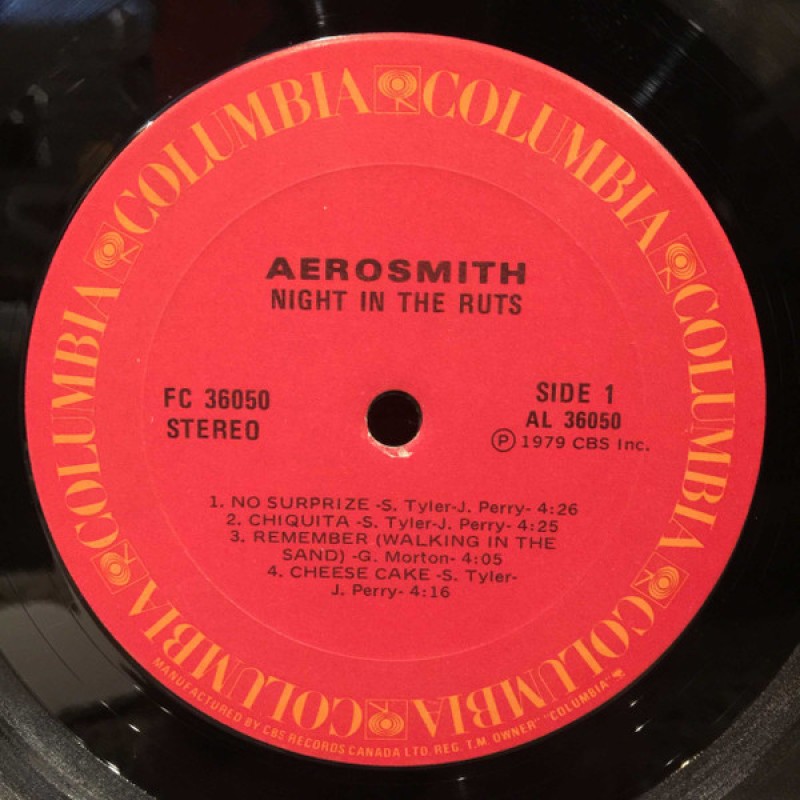 COLUMBIA COLUMBIA COLUMBIA COLUMBIA COLUMBIA COLUMBIA
AEROSMITH
NIGHT IN THE RUTS
FC 36050
STEREO
SIDE 1
AL 36050
Ⓟ 1979 CBS Inc.
1. NO SURPRIZE -S. Tyler-J. Perry- 4:26
2. CHIQUITA -S. Tyler-J. Perry- 4:25
3. REMEMBER (WALKING IN THE
SAND) -G. Morton- 4:05
4. CHEESE CAKE -S. Tyler-
J. Perry- 4:16
MANUFACTURED BY CBS RECORDS CANADA LTD. REG. T.M. OWNER" "COLUMBIA"